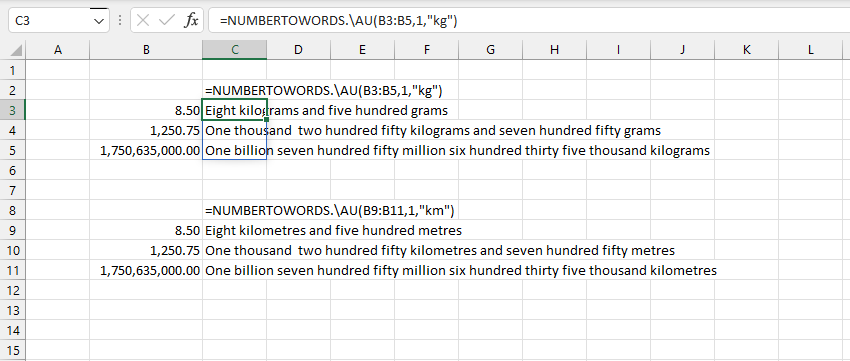 C3 fx =NUMBERTOWORDS.\AU(B3:B5,1,"kg")
A B C D E F G H I J K L
1
2 =NUMBERTOWORDS.\AU(B3:B5,1,"kg")
3 8.50 Eight kilograms and five hundred grams
4 1,250.75 One thousand  two hundred fifty kilograms and seven hundred fifty grams
5 1,750,635,000.00 One billion seven hundred fifty million six hundred thirty five thousand kilograms
6
7
8 =NUMBERTOWORDS.\AU(B9:B11,1,"km")
9 8.50 Eight kilometres and five hundred metres
10 1,250.75 One thousand  two hundred fifty kilometres and seven hundred fifty metres
11 1,750,635,000.00 One billion seven hundred fifty million six hundred thirty five thousand kilometres
12
13
14
15